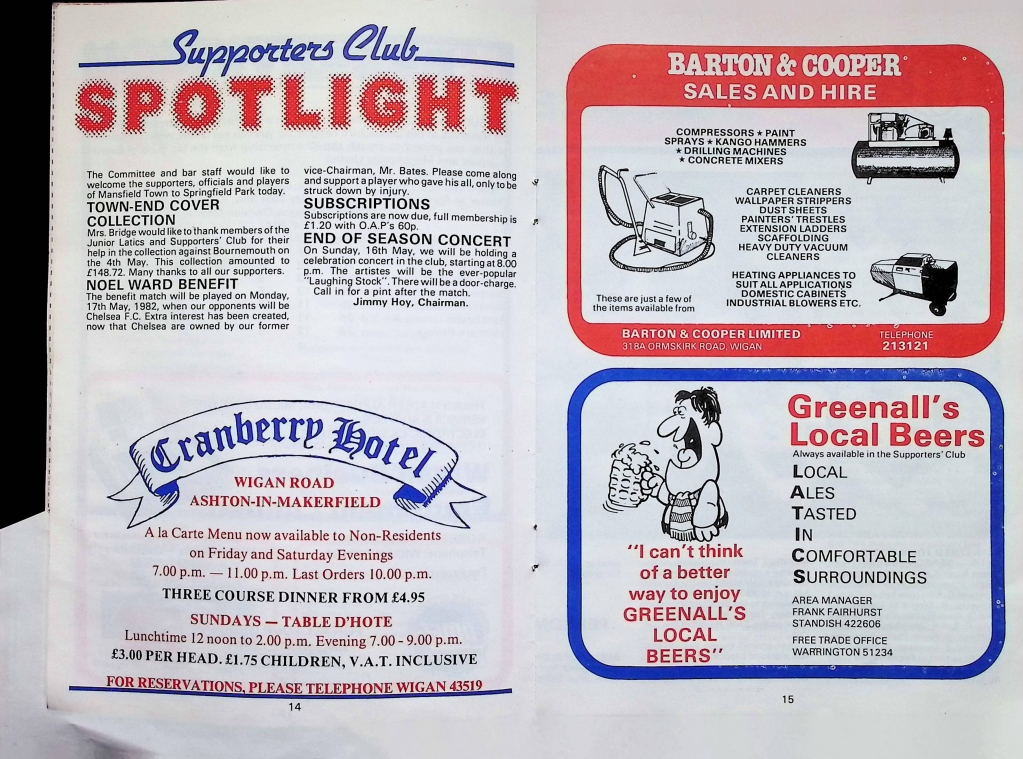 Supporters Club
SPOTLIGHT
The Committee and bar staff would like to
welcome the supporters, officials and players
of Mansfield Town to Springfield Park today.
TOWN-END COVER
COLLECTION
Mrs. Bridge would like to thank members of the
Junior Latics and Supporters' Club for their
help in the collection against Bournemouth on
the 4th May. This collection amounted to
£148.72. Many thanks to all our supporters.
NOEL WARD BENEFIT
The benefit match will be played on Monday,
17th May, 1982, when our opponents will be
Chelsea F.C. Extra interest has been created,
now that Chelsea are owned by our former
vice-Chairman, Mr. Bates. Please come along
and support a player who gave his all, only to be
struck down by injury.
SUBSCRIPTIONS
Subscriptions are now due, full membership is
£1.20 with O.A.P's 60p.
END OF SEASON CONCERT
On Sunday, 16th May, we will be holding a
celebration concert in the club, starting at 8.00
p.m. The artistes will be the ever-popular
"Laughing Stock". There will be a door-charge.
Call in for a pint after the match.
Jimmy Hoy, Chairman.
Cranberry Hotel
WIGAN ROAD
ASHTON-IN-MAKERFIELD
A la Carte Menu now available to Non-Residents
on Friday and Saturday Evenings
7.00 p.m. — 11.00 p.m. Last Orders 10.00 p.m.
THREE COURSE DINNER FROM £4.95
SUNDAYS — TABLE D'HOTE
Lunchtime 12 noon to 2.00 p.m. Evening 7.00 - 9.00 p.m.
£3.00 PER HEAD. £1.75 CHILDREN, V.A.T. INCLUSIVE
FOR RESERVATIONS, PLEASE TELEPHONE WIGAN 43519
14
BARTON & COOPER
SALES AND HIRE
COMPRESSORS ★ PAINT
SPRAYS ★ KANGO HAMMERS
★ DRILLING MACHINES
★ CONCRETE MIXERS
CARPET CLEANERS
WALLPAPER STRIPPERS
DUST SHEETS
PAINTERS' TRESTLES
EXTENSION LADDERS
SCAFFOLDING
HEAVY DUTY VACUUM
CLEANERS
HEATING APPLIANCES TO
SUIT ALL APPLICATIONS
DOMESTIC CABINETS
INDUSTRIAL BLOWERS ETC.
These are just a few of
the items available from
BARTON & COOPER LIMITED
318A ORMSKIRK ROAD, WIGAN
TELEPHONE
213121
Greenall's
Local Beers
Always available in the Supporters' Club
LOCAL
ALES
TASTED
IN
COMFORTABLE
SURROUNDINGS
"I can't think
of a better
way to enjoy
GREENALL'S
LOCAL
BEERS"
AREA MANAGER
FRANK FAIRHURST
STANDISH 422606
FREE TRADE OFFICE
WARRINGTON 51234
15